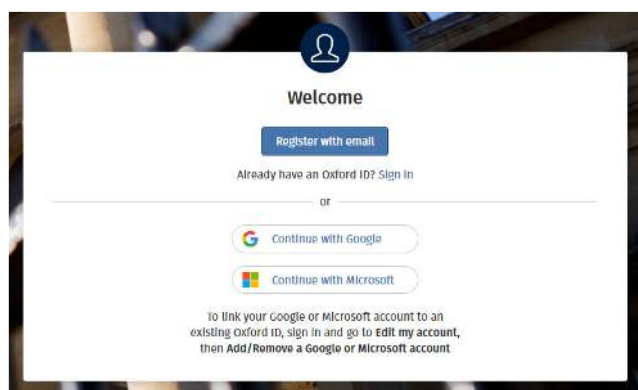 Welcome
Register with email
Already have an Oxford ID? Sign in
or
Continue with Google
Continue with Microsoft
To link your Google or Microsoft account to an
existing Oxford ID, sign in and go to Edit my account,
then Add/Remove a Google or Microsoft account